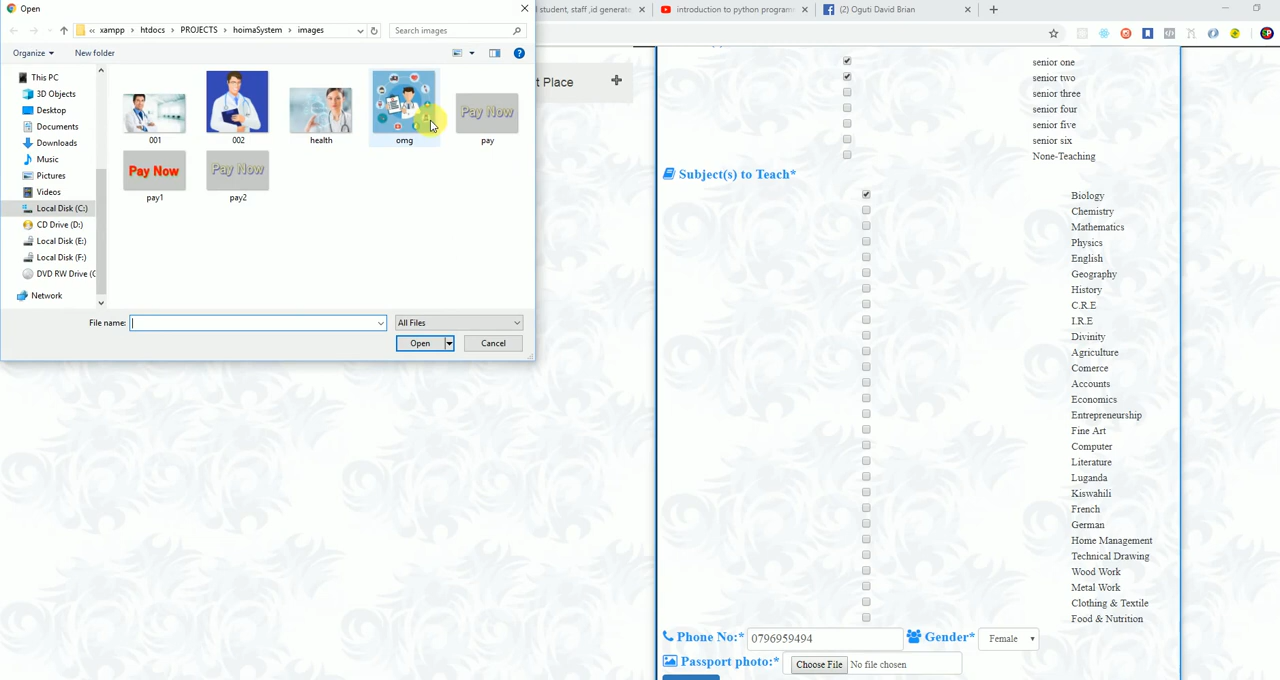 Open
student, staff ,id generate
introduction to python program
(2) Oguti David Brian
« xampp › htdocs › PROJECTS › hoimaSystem › images
Search images
Organize
New folder
This PC
3D Objects
Desktop
Documents
Downloads
Music
Pictures
Videos
Local Disk (C:)
CD Drive (D:)
Local Disk (E:)
Local Disk (F:)
DVD RW Drive (G
Network
Pay Now
001
002
health
omg
pay
Pay Now
Pay Now
pay1
pay2
File name:
All Files
Open
Cancel
t Place
senior one
senior two
senior three
senior four
senior five
senior six
None-Teaching
Subject(s) to Teach*
Biology
Chemistry
Mathematics
Physics
English
Geography
History
C.R.E
I.R.E
Divinity
Agriculture
Comerce
Accounts
Economics
Entrepreneurship
Fine Art
Computer
Literature
Luganda
Kiswahili
French
German
Home Management
Technical Drawing
Wood Work
Metal Work
Clothing & Textile
Food & Nutrition
Phone No:* 0796959494 Gender* Female
Passport photo:* Choose File No file chosen